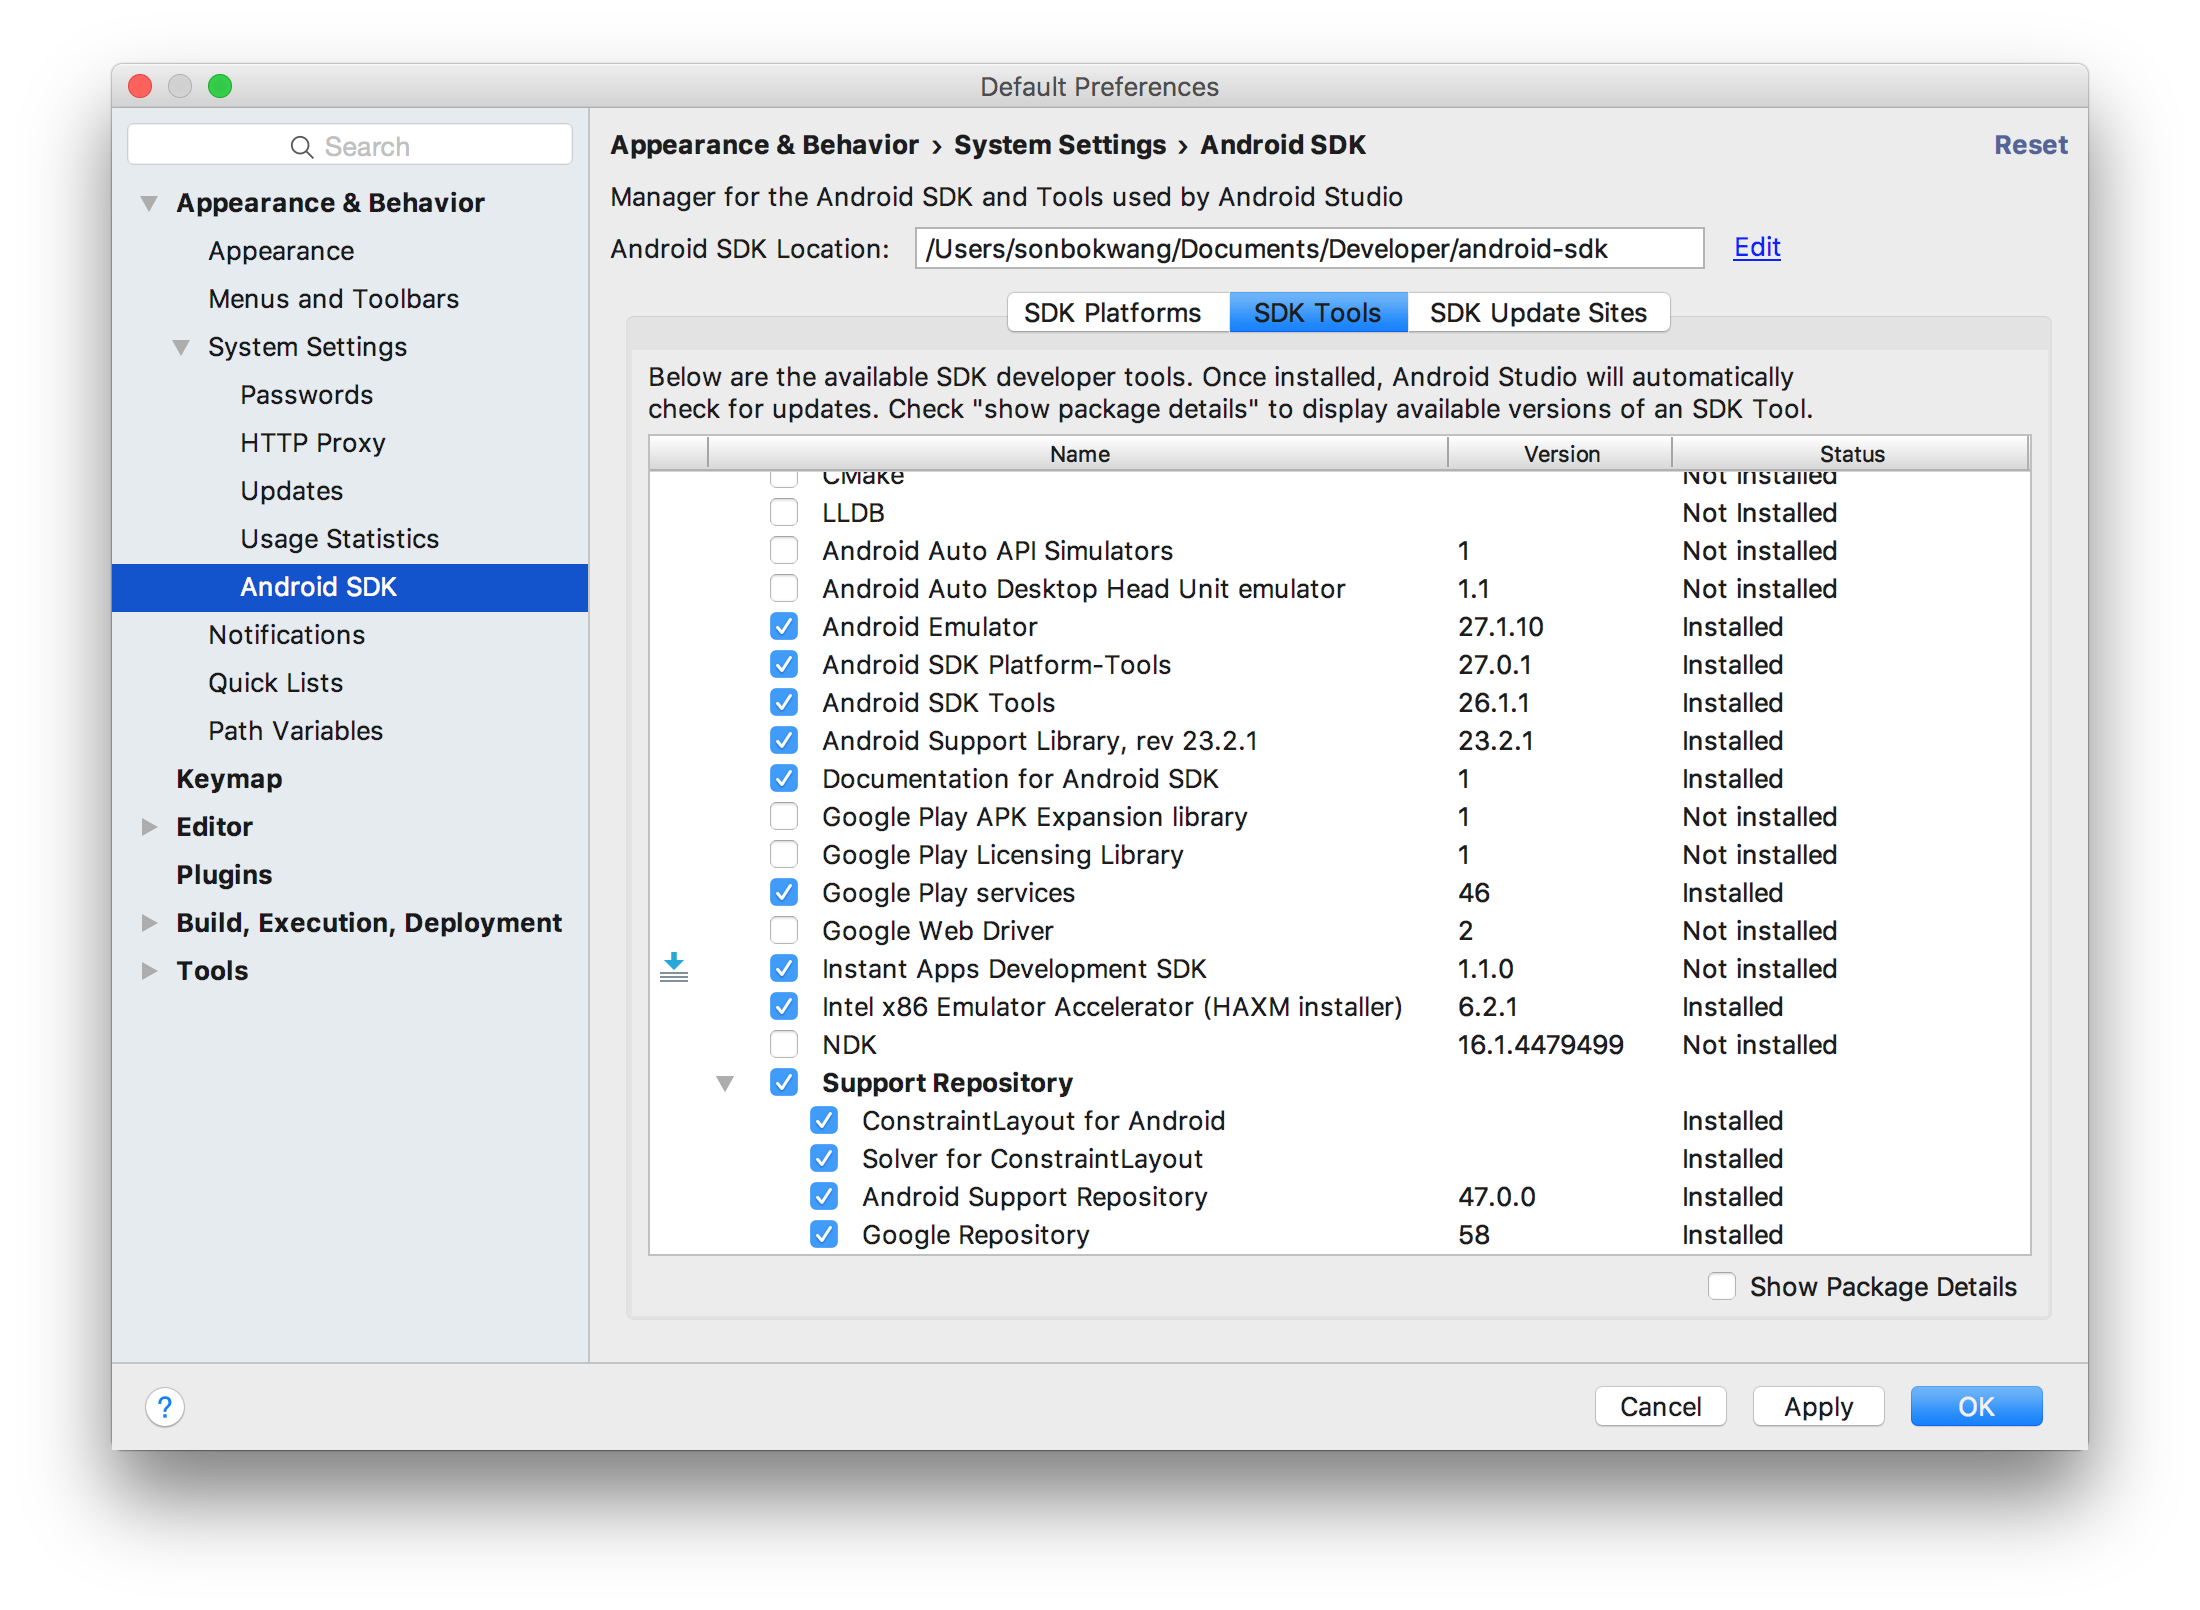 Default Preferences
Search
Appearance & Behavior
Appearance
Menus and Toolbars
System Settings
Passwords
HTTP Proxy
Updates
Usage Statistics
Android SDK
Notifications
Quick Lists
Path Variables
Keymap
Editor
Plugins
Build, Execution, Deployment
Tools
Appearance & Behavior › System Settings › Android SDK
Reset
Manager for the Android SDK and Tools used by Android Studio
Android SDK Location: /Users/sonbokwang/Documents/Developer/android-sdk Edit
SDK Platforms SDK Tools SDK Update Sites
Below are the available SDK developer tools. Once installed, Android Studio will automatically
check for updates. Check "show package details" to display available versions of an SDK Tool.
Name Version Status
CMake Not installed
LLDB Not Installed
Android Auto API Simulators 1 Not installed
Android Auto Desktop Head Unit emulator 1.1 Not installed
Android Emulator 27.1.10 Installed
Android SDK Platform-Tools 27.0.1 Installed
Android SDK Tools 26.1.1 Installed
Android Support Library, rev 23.2.1 23.2.1 Installed
Documentation for Android SDK 1 Installed
Google Play APK Expansion library 1 Not installed
Google Play Licensing Library 1 Not installed
Google Play services 46 Installed
Google Web Driver 2 Not installed
Instant Apps Development SDK 1.1.0 Not installed
Intel x86 Emulator Accelerator (HAXM installer) 6.2.1 Installed
NDK 16.1.4479499 Not installed
Support Repository
ConstraintLayout for Android Installed
Solver for ConstraintLayout Installed
Android Support Repository 47.0.0 Installed
Google Repository 58 Installed
Show Package Details
? Cancel Apply OK